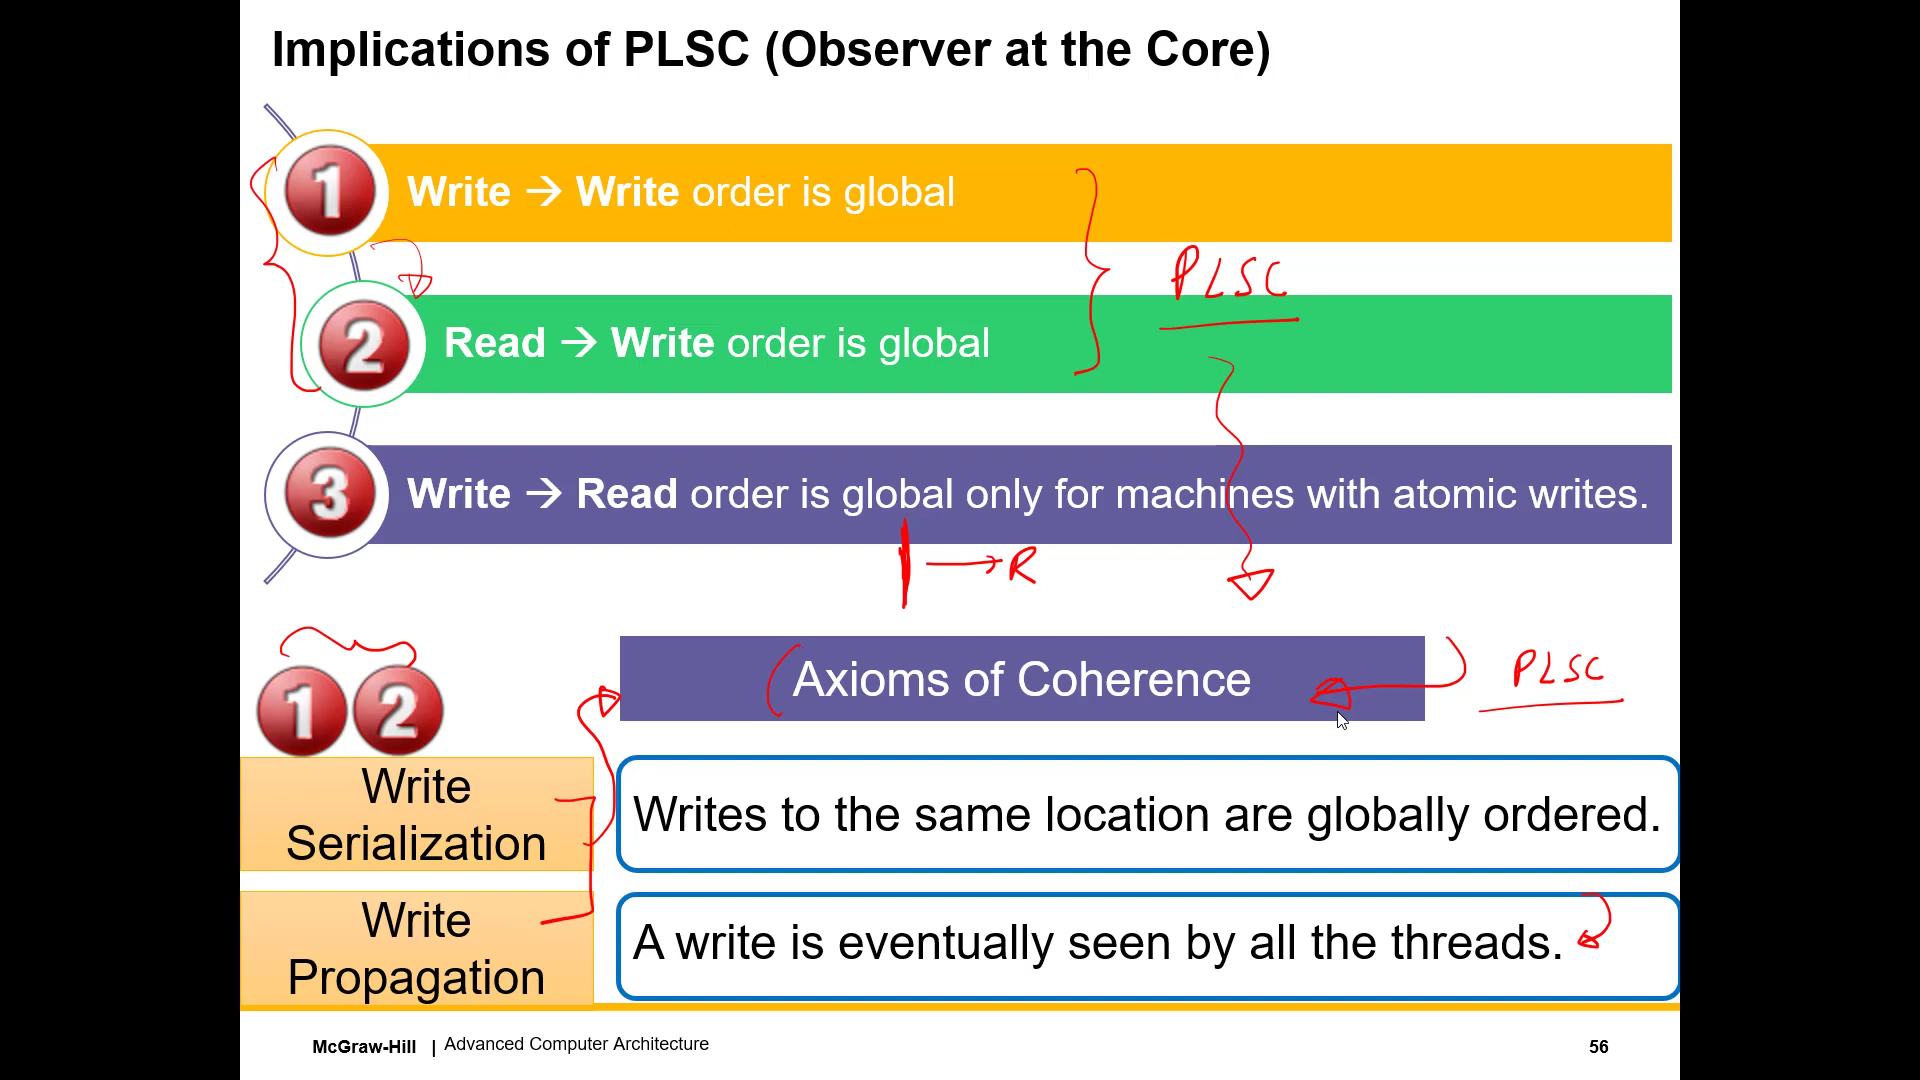 Implications of PLSC (Observer at the Core)
1 Write → Write order is global
PLSC
2 Read → Write order is global
3 Write → Read order is global only for machines with atomic writes.
→ R
Axioms of Coherence
PLSC
1 2
Write
Serialization
Writes to the same location are globally ordered.
Write
Propagation
A write is eventually seen by all the threads.
McGraw-Hill | Advanced Computer Architecture
56